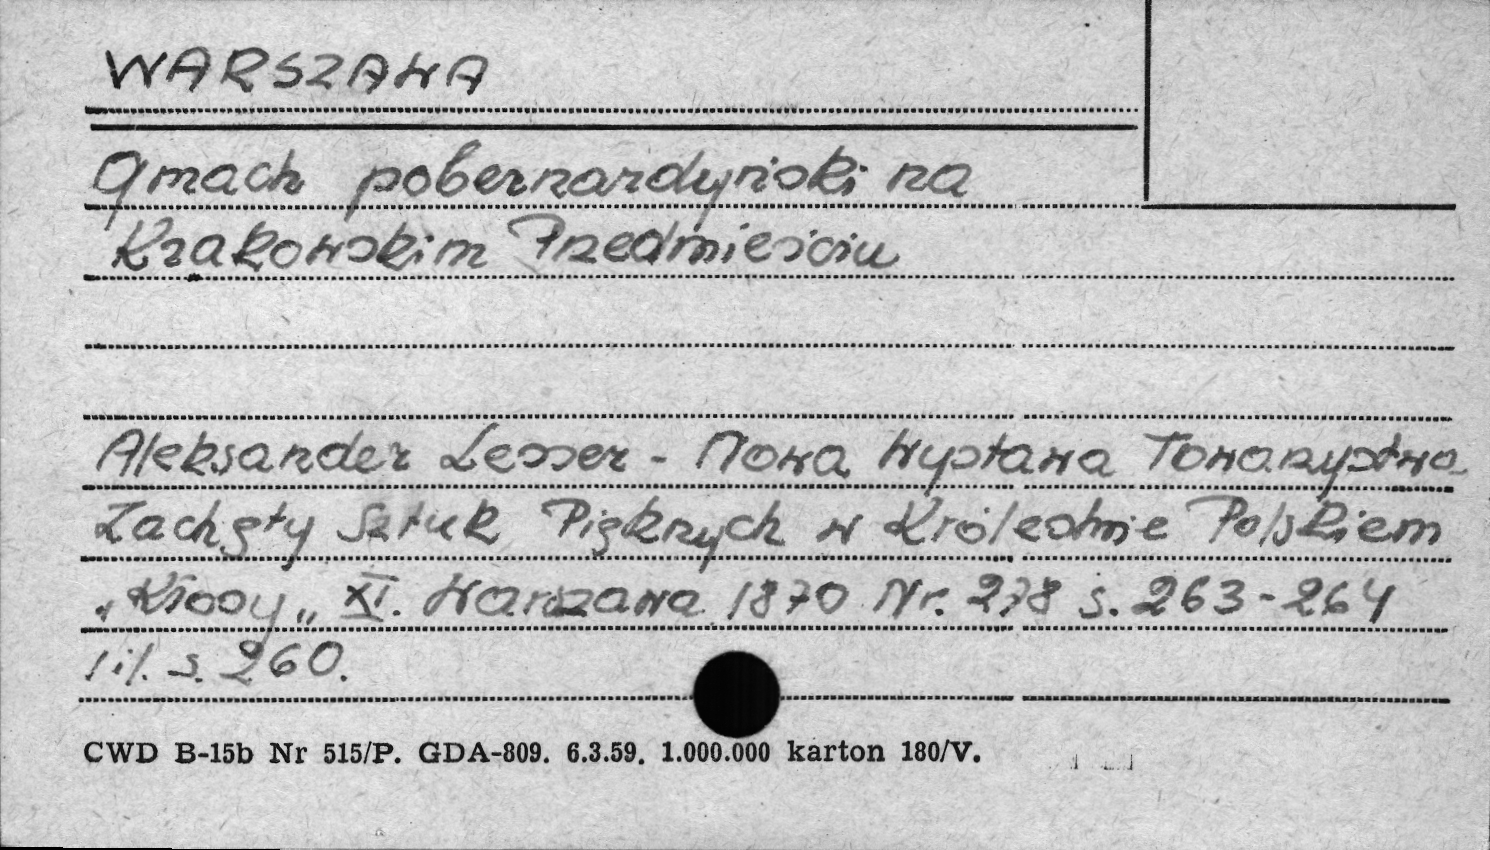 WARSZAWA
Gmach pobernardyński na
Krakowskim Przedmieściu
Aleksander Lesser - Nowa Wystawa Towarzystwa
Zachęty Sztuk Pięknych w Królestwie Polskiem
„Kłosy„ XI. Warszawa 1870 Nr. 278 s. 263-264
1 il. s. 260.
CWD B-15b Nr 515/P. GDA-809. 6.3.59. 1.000.000 karton 180/V.